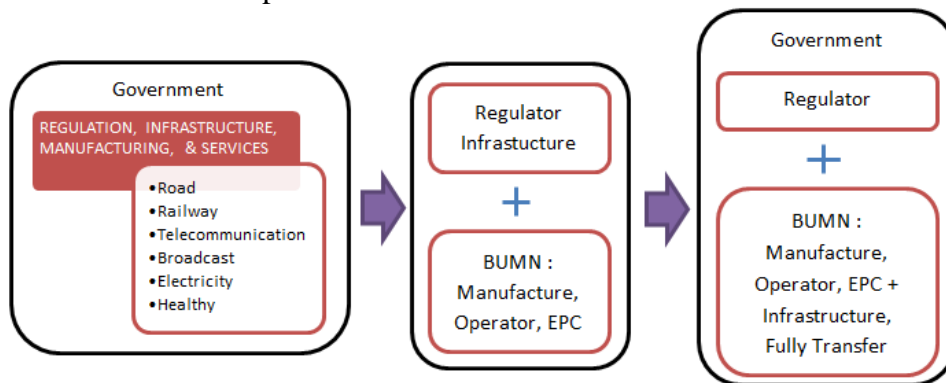 Government
REGULATION, INFRASTRUCTURE,
MANUFACTURING, & SERVICES
•Road
•Railway
•Telecommunication
•Broadcast
•Electricity
•Healthy
Regulator
Infrastucture
+
BUMN :
Manufacture,
Operator, EPC
Government
Regulator
+
BUMN :
Manufacture,
Operator, EPC +
Infrastructure,
Fully Transfer